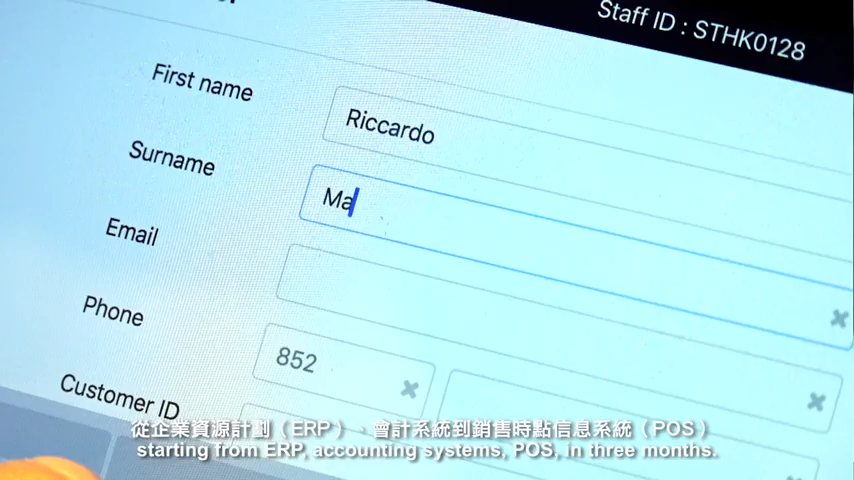 Staff ID : STHK0128
First name
Riccardo
Surname
Ma
Email
Phone
852
Customer ID
從企業資源計劃（ERP）、會計系統到銷售時點信息系統（POS）
starting from ERP, accounting systems, POS, in three months.